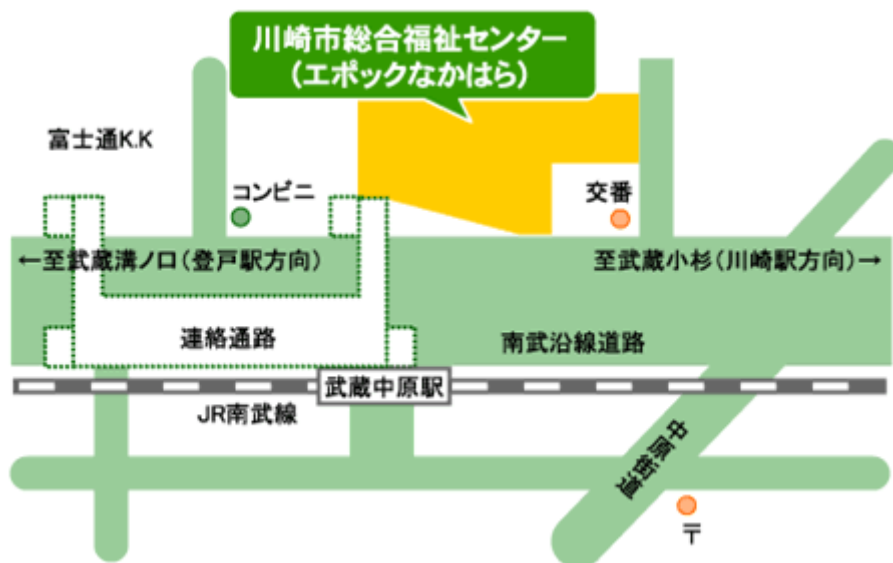 川崎市総合福祉センター
(エポックなかはら)
富士通K.K
コンビニ
交番
←至武蔵溝ノ口(登戸駅方向)
至武蔵小杉(川崎駅方向)→
連絡通路
南武沿線道路
武蔵中原駅
JR南武線
中原街道
〒